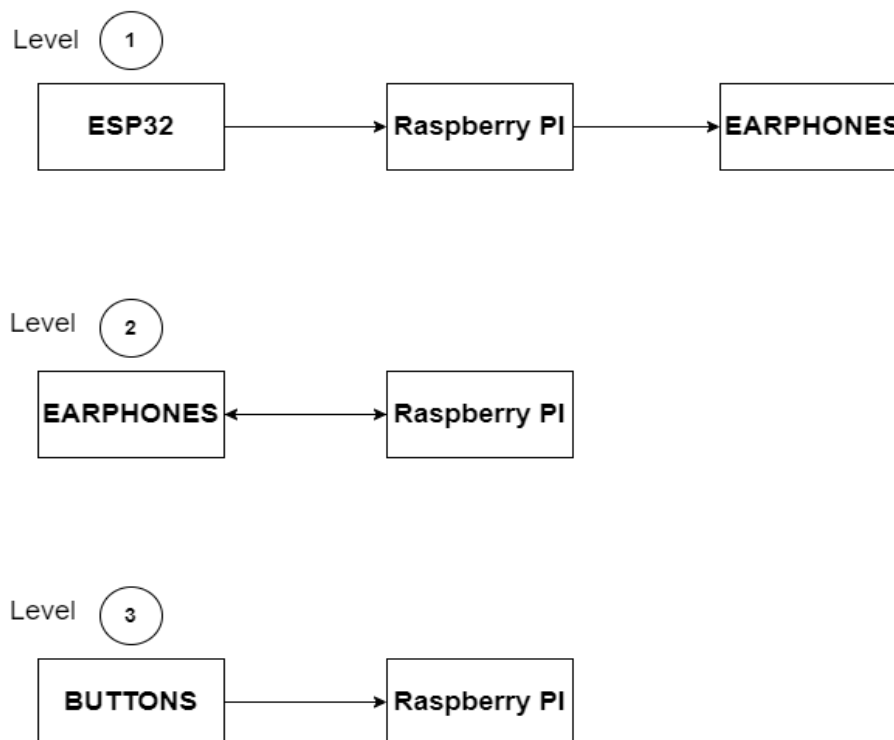 Level 1
ESP32 Raspberry PI EARPHONES
Level 2
EARPHONES Raspberry PI
Level 3
BUTTONS Raspberry PI